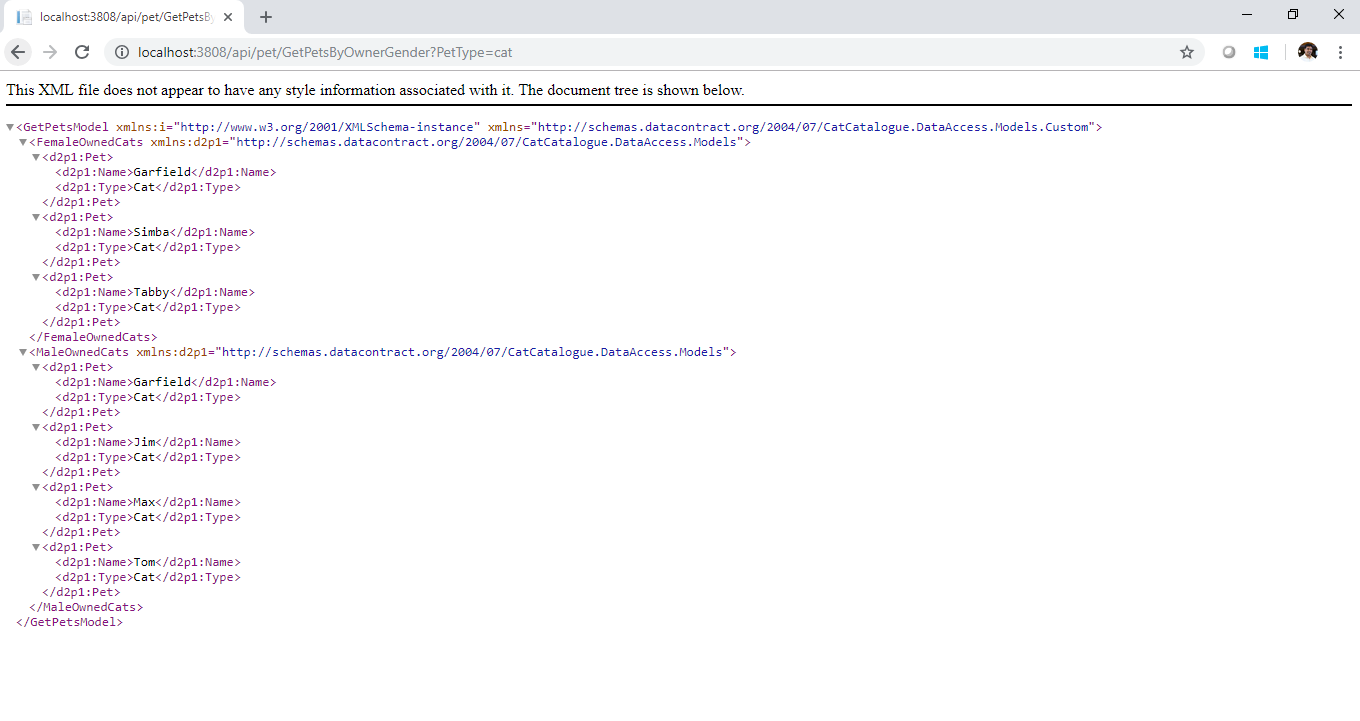 localhost:3808/api/pet/GetPetsBy
localhost:3808/api/pet/GetPetsByOwnerGender?PetType=cat
This XML file does not appear to have any style information associated with it. The document tree is shown below.
▼<GetPetsModel xmlns:i="http://www.w3.org/2001/XMLSchema-instance" xmlns="http://schemas.datacontract.org/2004/07/CatCatalogue.DataAccess.Models.Custom">
▼<FemaleOwnedCats xmlns:d2p1="http://schemas.datacontract.org/2004/07/CatCatalogue.DataAccess.Models">
▼<d2p1:Pet>
<d2p1:Name>Garfield</d2p1:Name>
<d2p1:Type>Cat</d2p1:Type>
</d2p1:Pet>
▼<d2p1:Pet>
<d2p1:Name>Simba</d2p1:Name>
<d2p1:Type>Cat</d2p1:Type>
</d2p1:Pet>
▼<d2p1:Pet>
<d2p1:Name>Tabby</d2p1:Name>
<d2p1:Type>Cat</d2p1:Type>
</d2p1:Pet>
</FemaleOwnedCats>
▼<MaleOwnedCats xmlns:d2p1="http://schemas.datacontract.org/2004/07/CatCatalogue.DataAccess.Models">
▼<d2p1:Pet>
<d2p1:Name>Garfield</d2p1:Name>
<d2p1:Type>Cat</d2p1:Type>
</d2p1:Pet>
▼<d2p1:Pet>
<d2p1:Name>Jim</d2p1:Name>
<d2p1:Type>Cat</d2p1:Type>
</d2p1:Pet>
▼<d2p1:Pet>
<d2p1:Name>Max</d2p1:Name>
<d2p1:Type>Cat</d2p1:Type>
</d2p1:Pet>
▼<d2p1:Pet>
<d2p1:Name>Tom</d2p1:Name>
<d2p1:Type>Cat</d2p1:Type>
</d2p1:Pet>
</MaleOwnedCats>
</GetPetsModel>